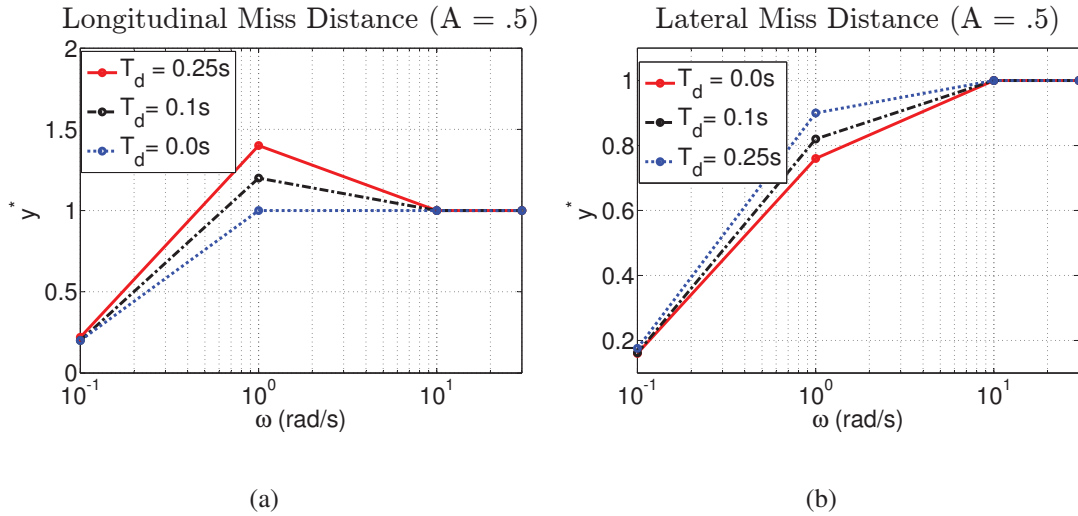 Longitudinal Miss Distance (A = .5)
2
1.5
1
0.5
0
y*
T_d = 0.25s
T_d = 0.1s
T_d = 0.0s
10^-1
10^0
10^1
ω (rad/s)
(a)
Lateral Miss Distance (A = .5)
1
0.8
0.6
0.4
0.2
y*
T_d = 0.0s
T_d = 0.1s
T_d = 0.25s
10^-1
10^0
10^1
ω (rad/s)
(b)